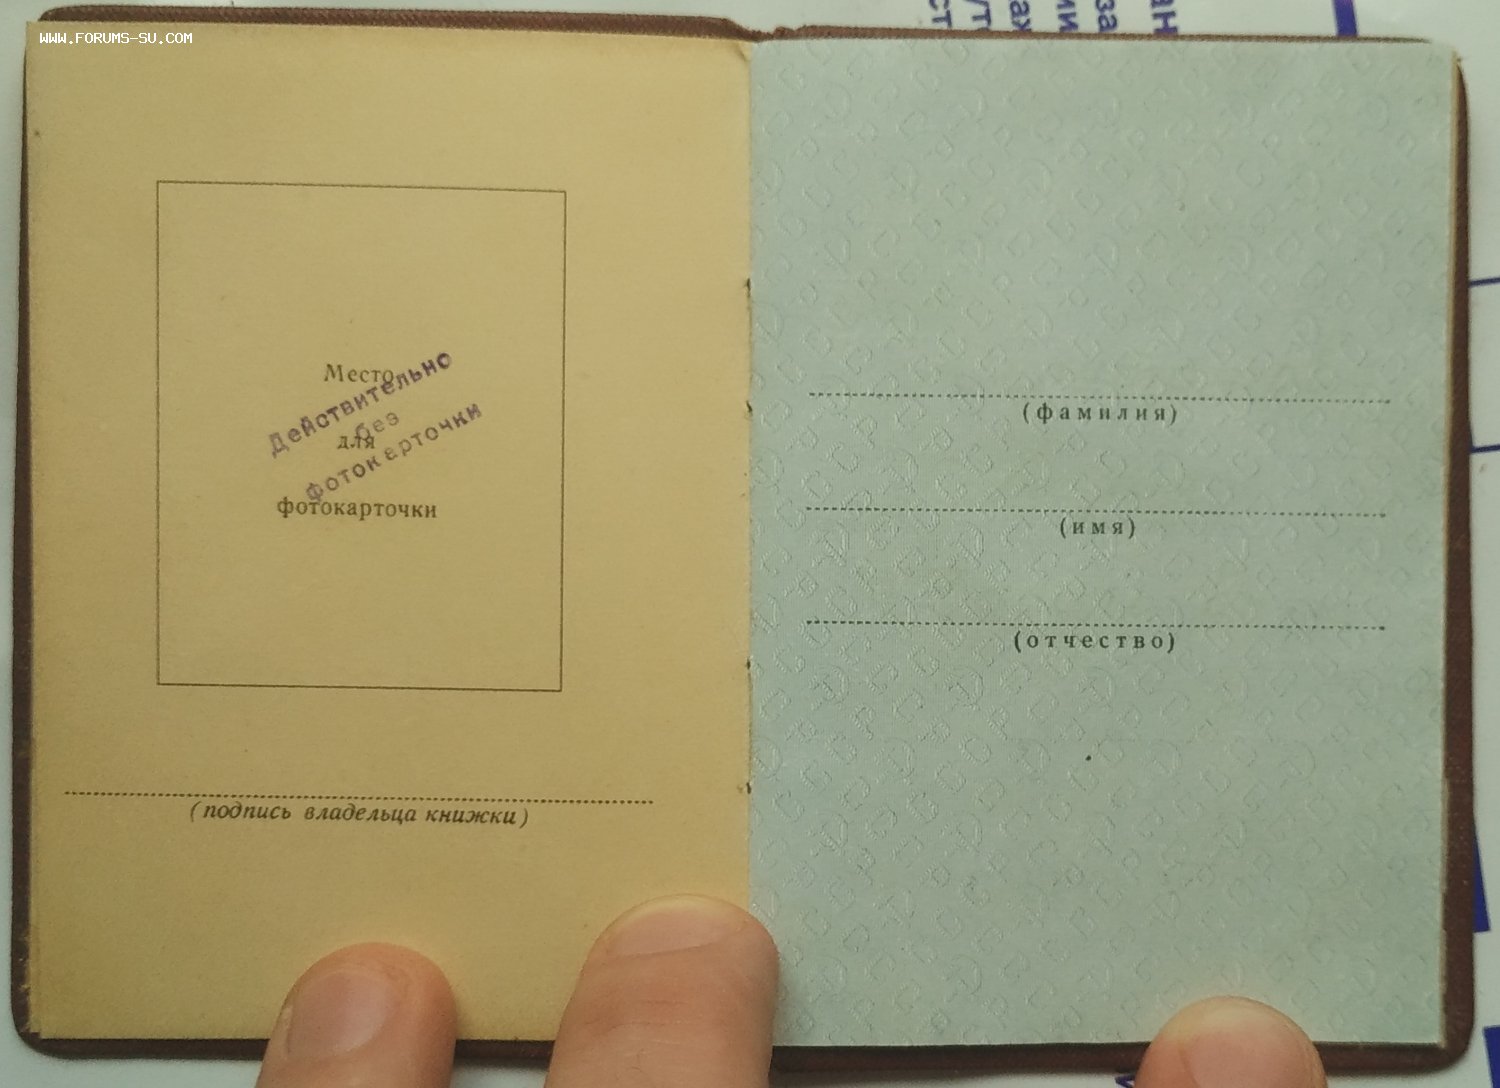 WWW.FORUMS-SU.COM
Место
для
фотокарточки
Действительно
без
фотокарточки
(подпись владельца книжки)
(фамилия)
(имя)
(отчество)